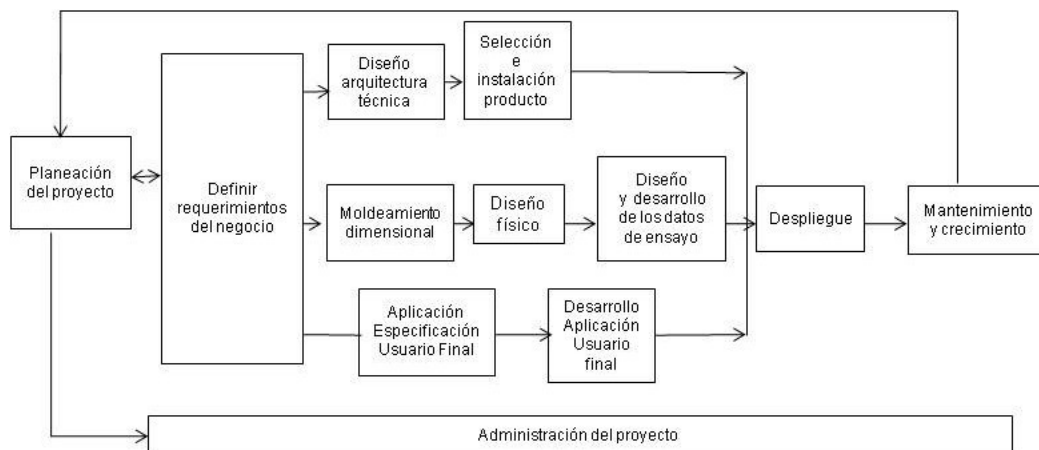 Planeación
del proyecto
Definir
requerimientos
del negocio
Diseño
arquitectura
técnica
Selección
e
instalación
producto
Moldeamiento
dimensional
Diseño
físico
Diseño
y desarrollo
de los datos
de ensayo
Aplicación
Especificación
Usuario Final
Desarrollo
Aplicación
Usuario
final
Despliegue
Mantenimiento
y crecimiento
Administración del proyecto